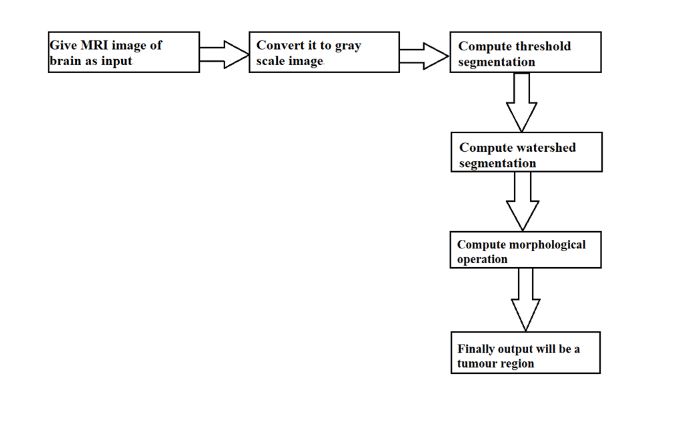 Give MRI image of
brain as input
Convert it to gray
scale image
Compute threshold
segmentation
Compute watershed
segmentation
Compute morphological
operation
Finally output will be a
tumour region